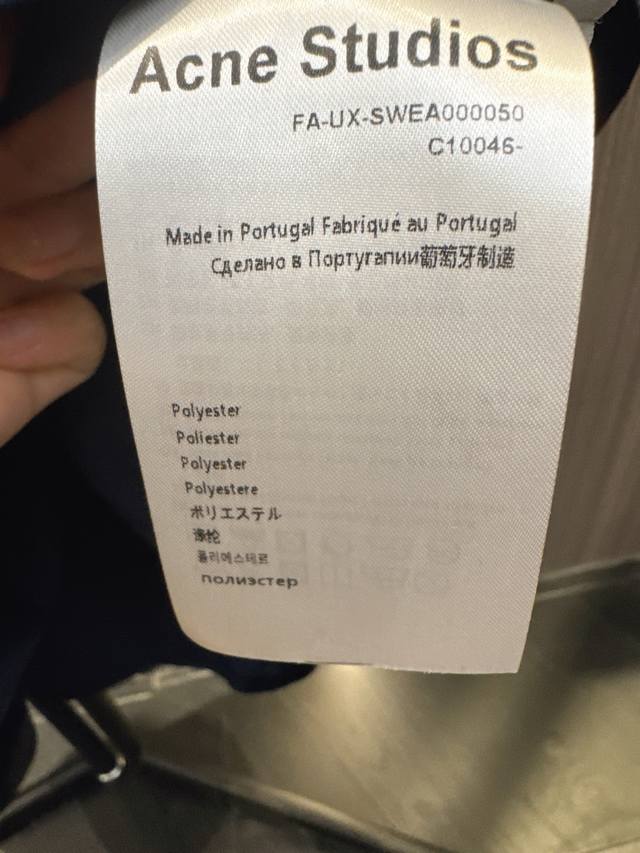 Acne Studios
FA-UX-SWEA000050
C10046-
Made in Portugal Fabriqué au Portugal
Сделано в Португалии葡萄牙制造
Polyester
Poliester
Polyester
Polyestere
ポリエステル
涤纶
폴리에스테르
полиэстер